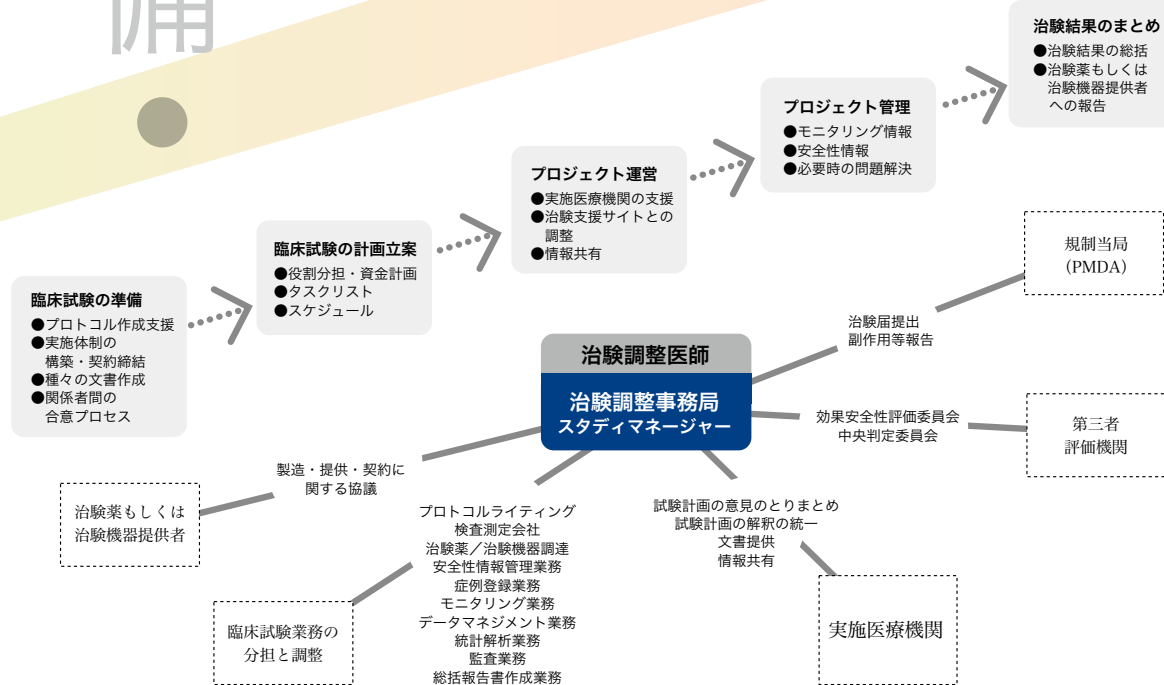 備
治験結果のまとめ
●治験結果の総括
●治験薬もしくは
治験機器提供者
への報告
プロジェクト管理
●モニタリング情報
●安全性情報
●必要時の問題解決
プロジェクト運営
●実施医療機関の支援
●治験支援サイトとの
調整
●情報共有
臨床試験の計画立案
●役割分担・資金計画
●タスクリスト
●スケジュール
臨床試験の準備
●プロトコル作成支援
●実施体制の
構築・契約締結
●種々の文書作成
●関係者間の
合意プロセス
規制当局
（PMDA）
治験届提出
副作用等報告
治験調整医師
治験調整事務局
スタディマネージャー
効果安全性評価委員会
中央判定委員会
第三者
評価機関
製造・提供・契約に
関する協議
治験薬もしくは
治験機器提供者
プロトコルライティング
検査測定会社
治験薬／治験機器調達
安全性情報管理業務
症例登録業務
モニタリング業務
データマネジメント業務
統計解析業務
監査業務
総括報告書作成業務
臨床試験業務の
分担と調整
試験計画の意見のとりまとめ
試験計画の解釈の統一
文書提供
情報共有
実施医療機関